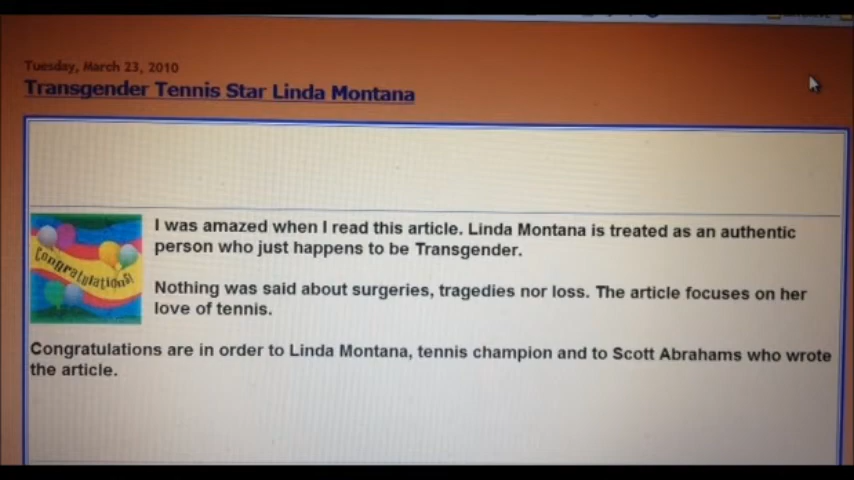 Tuesday, March 23, 2010
Transgender Tennis Star Linda Montana
I was amazed when I read this article. Linda Montana is treated as an authentic
person who just happens to be Transgender.
Congratulations!
Nothing was said about surgeries, tragedies nor loss. The article focuses on her
love of tennis.
Congratulations are in order to Linda Montana, tennis champion and to Scott Abrahams who wrote
the article.